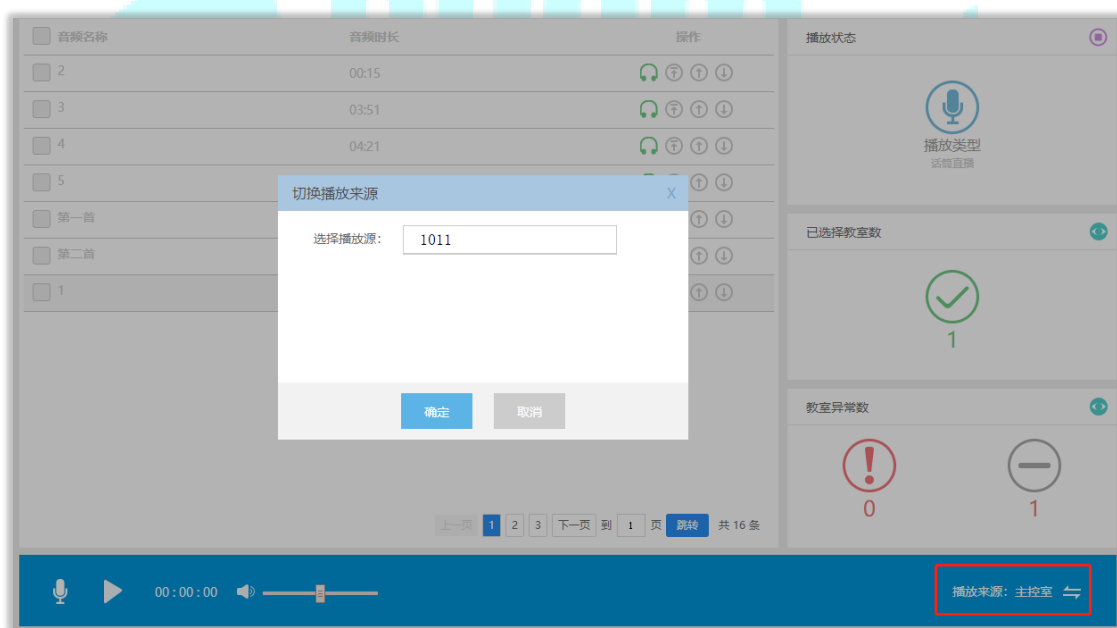 音频名称 音频时长 操作
2 00:15
3 03:51
4 04:21
5
第一首
第二首
1
切换播放来源 X
选择播放源： 1011
确定 取消
上一页 1 2 3 下一页 到 1 页 跳转 共 16 条
播放状态
播放类型
话筒直播
已选择教室数
1
教室异常数
0 1
00:00:00
播放来源：主控室